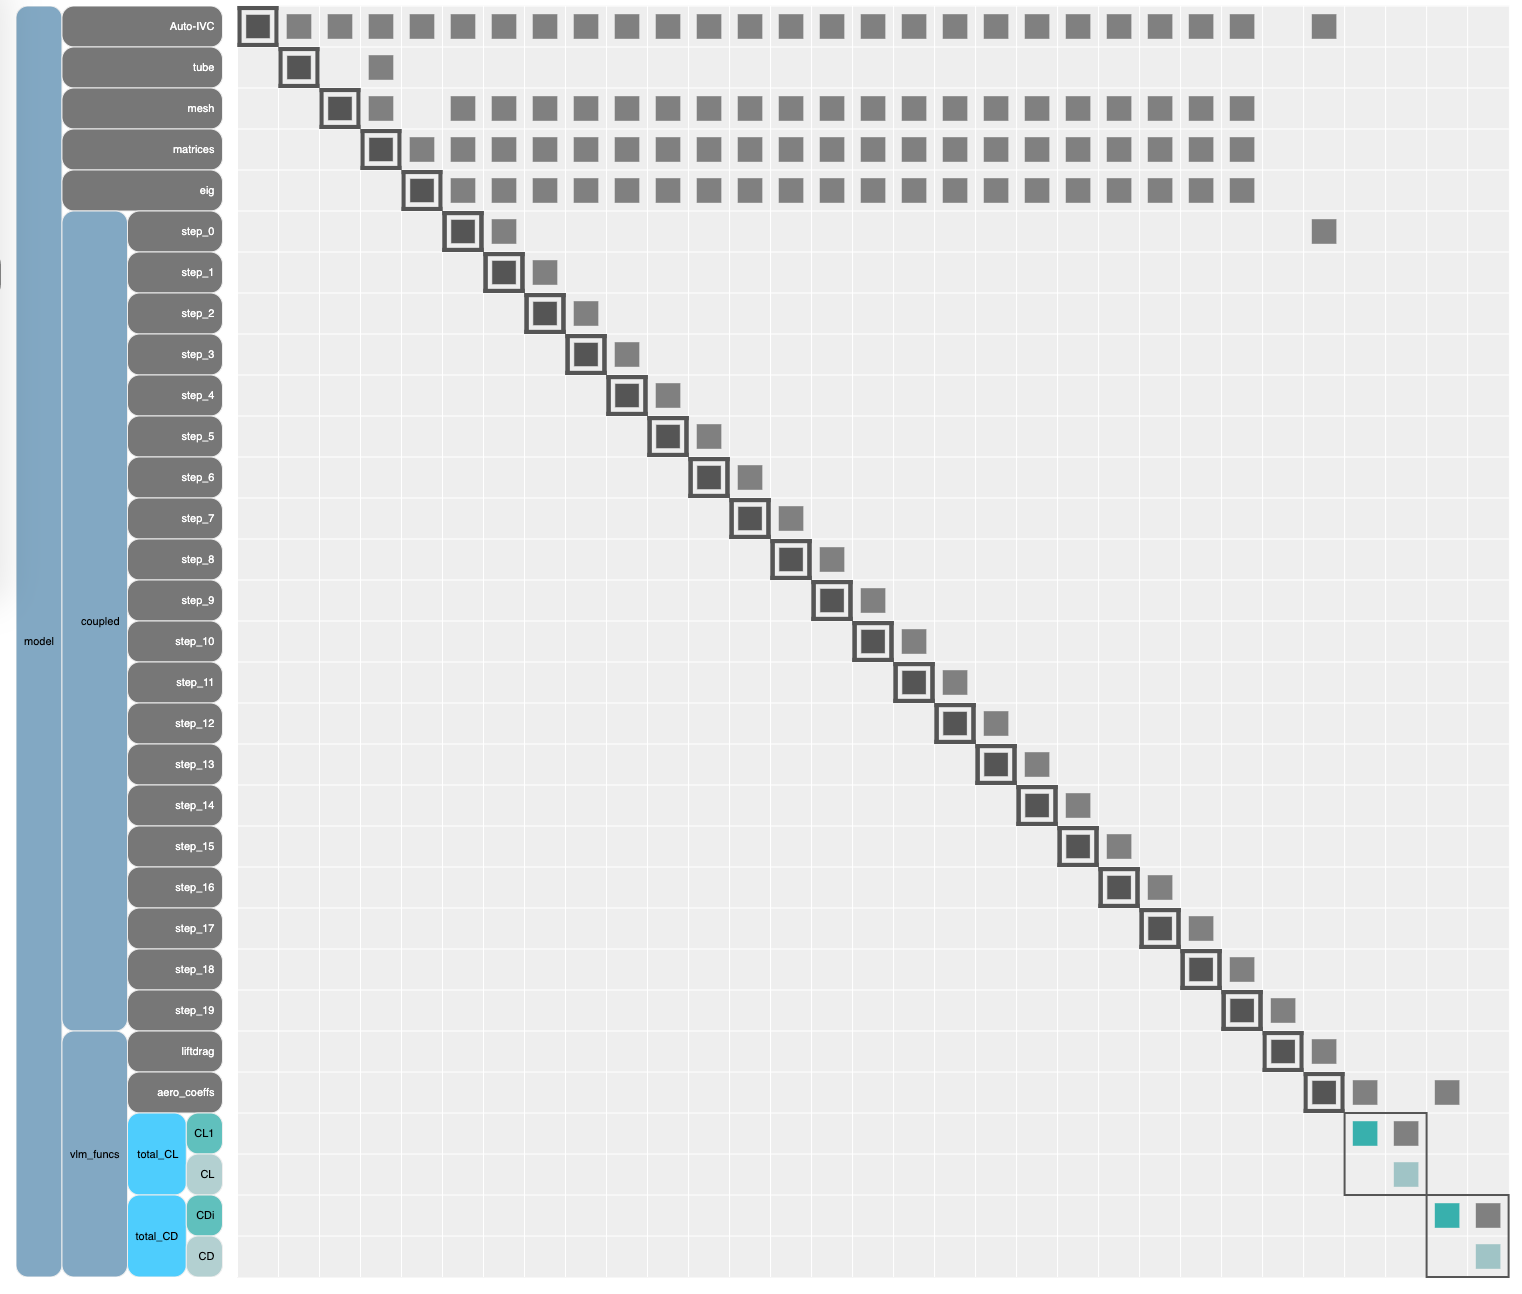 Auto-IVC
tube
mesh
matrices
eig
step_0
step_1
step_2
step_3
step_4
step_5
step_6
step_7
step_8
step_9
coupled
model
step_10
step_11
step_12
step_13
step_14
step_15
step_16
step_17
step_18
step_19
liftdrag
aero_coeffs
CL1
vlm_funcs
total_CL
CL
CDi
total_CD
CD